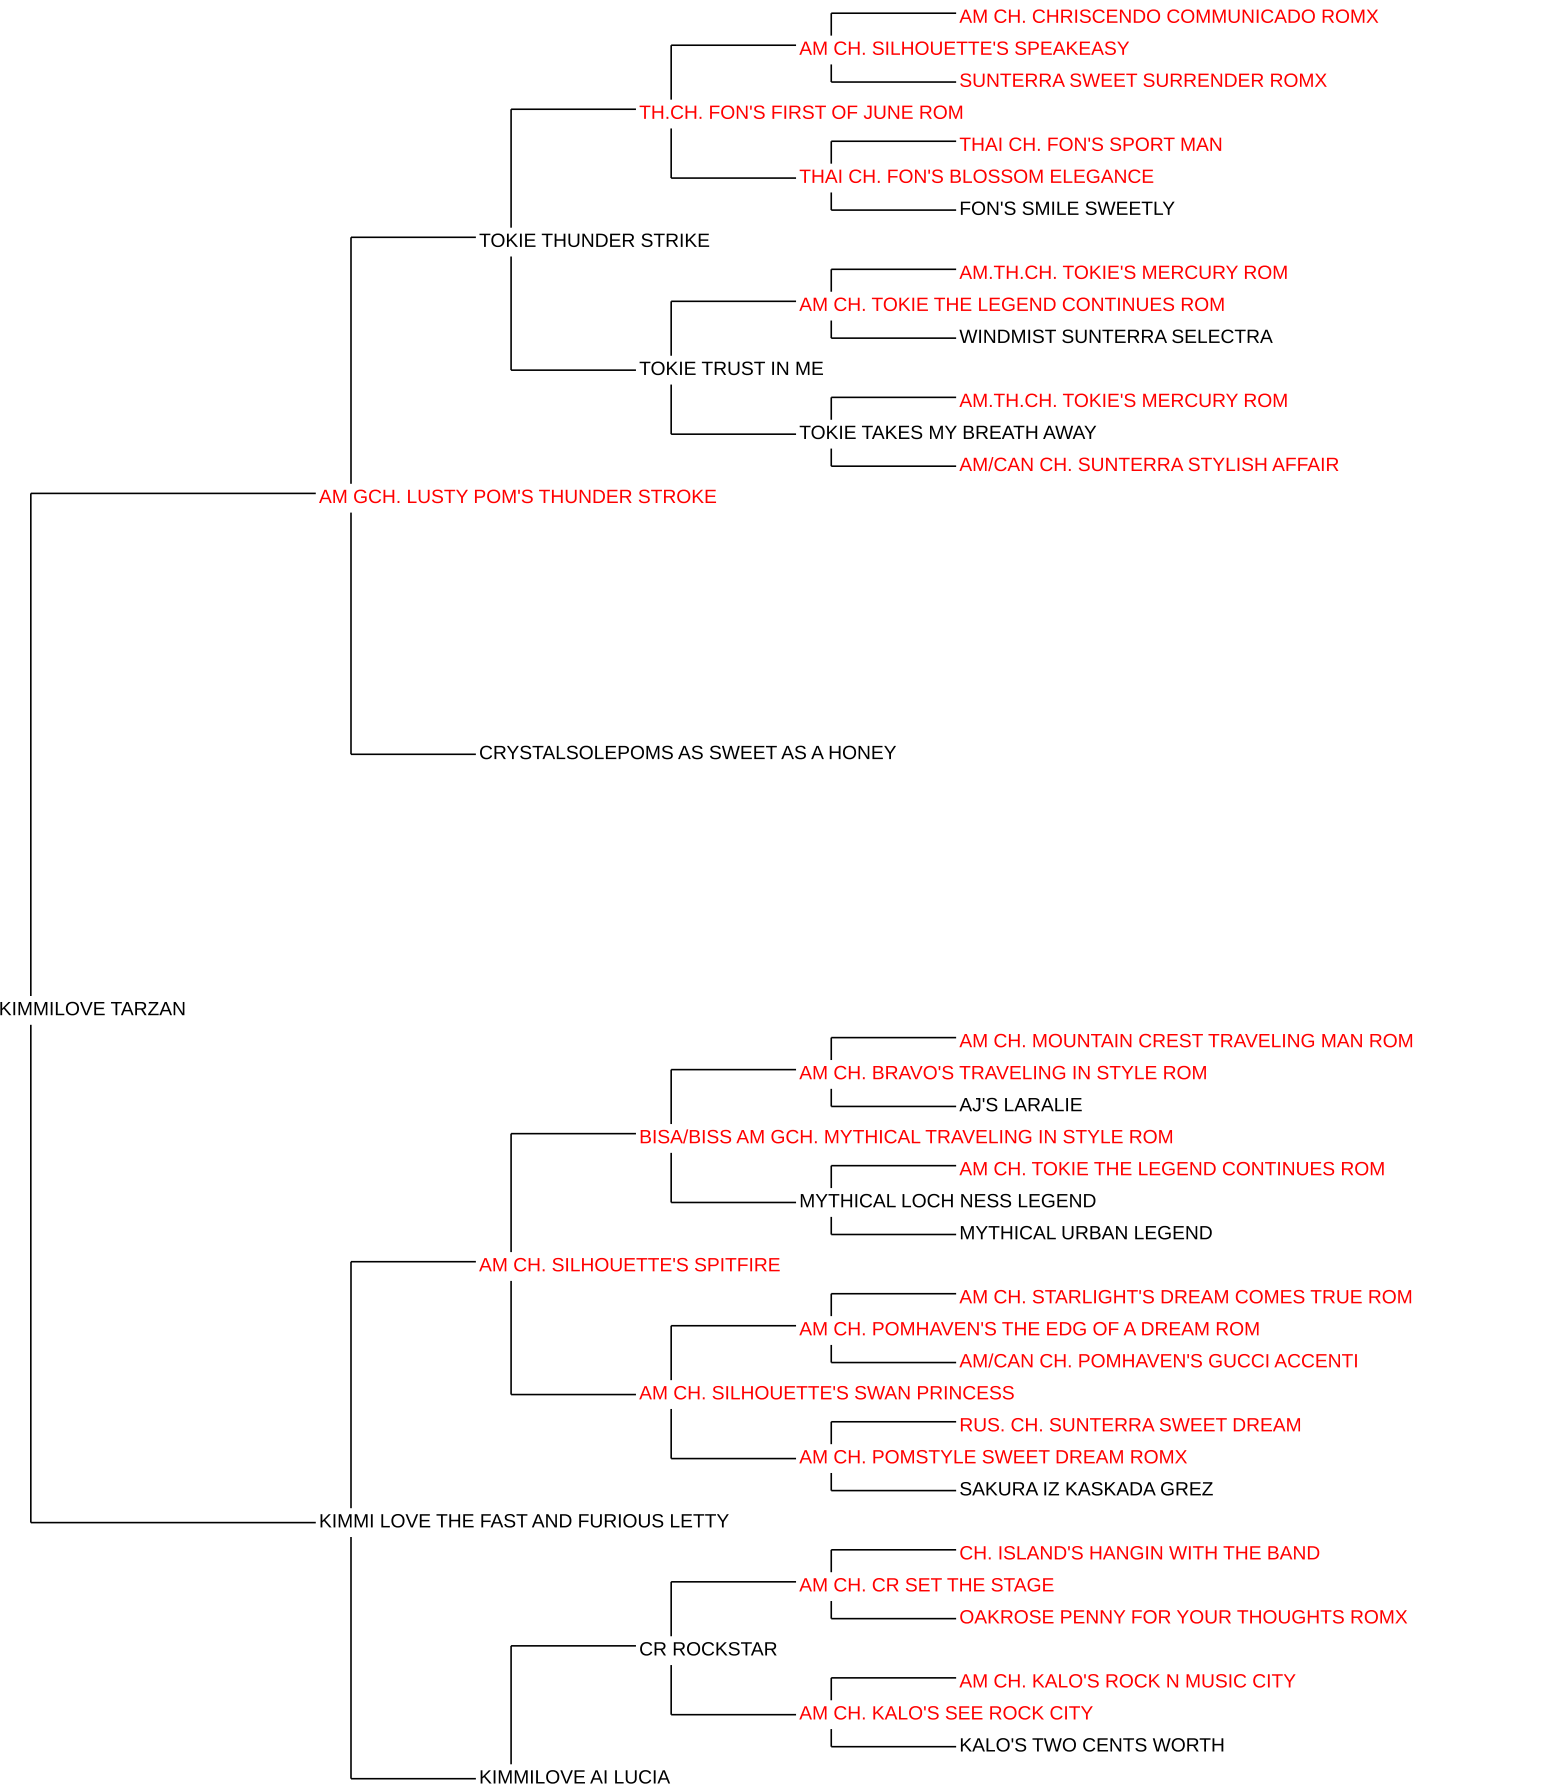 AM CH. CHRISCENDO COMMUNICADO ROMX
AM CH. SILHOUETTE'S SPEAKEASY
SUNTERRA SWEET SURRENDER ROMX
TH.CH. FON'S FIRST OF JUNE ROM
THAI CH. FON'S SPORT MAN
THAI CH. FON'S BLOSSOM ELEGANCE
FON'S SMILE SWEETLY
TOKIE THUNDER STRIKE
AM.TH.CH. TOKIE'S MERCURY ROM
AM CH. TOKIE THE LEGEND CONTINUES ROM
WINDMIST SUNTERRA SELECTRA
TOKIE TRUST IN ME
AM.TH.CH. TOKIE'S MERCURY ROM
TOKIE TAKES MY BREATH AWAY
AM/CAN CH. SUNTERRA STYLISH AFFAIR
AM GCH. LUSTY POM'S THUNDER STROKE
CRYSTALSOLEPOMS AS SWEET AS A HONEY
KIMMILOVE TARZAN
AM CH. MOUNTAIN CREST TRAVELING MAN ROM
AM CH. BRAVO'S TRAVELING IN STYLE ROM
AJ'S LARALIE
BISA/BISS AM GCH. MYTHICAL TRAVELING IN STYLE ROM
AM CH. TOKIE THE LEGEND CONTINUES ROM
MYTHICAL LOCH NESS LEGEND
MYTHICAL URBAN LEGEND
AM CH. SILHOUETTE'S SPITFIRE
AM CH. STARLIGHT'S DREAM COMES TRUE ROM
AM CH. POMHAVEN'S THE EDG OF A DREAM ROM
AM/CAN CH. POMHAVEN'S GUCCI ACCENTI
AM CH. SILHOUETTE'S SWAN PRINCESS
RUS. CH. SUNTERRA SWEET DREAM
AM CH. POMSTYLE SWEET DREAM ROMX
SAKURA IZ KASKADA GREZ
KIMMI LOVE THE FAST AND FURIOUS LETTY
CH. ISLAND'S HANGIN WITH THE BAND
AM CH. CR SET THE STAGE
OAKROSE PENNY FOR YOUR THOUGHTS ROMX
CR ROCKSTAR
AM CH. KALO'S ROCK N MUSIC CITY
AM CH. KALO'S SEE ROCK CITY
KALO'S TWO CENTS WORTH
KIMMILOVE AI LUCIA